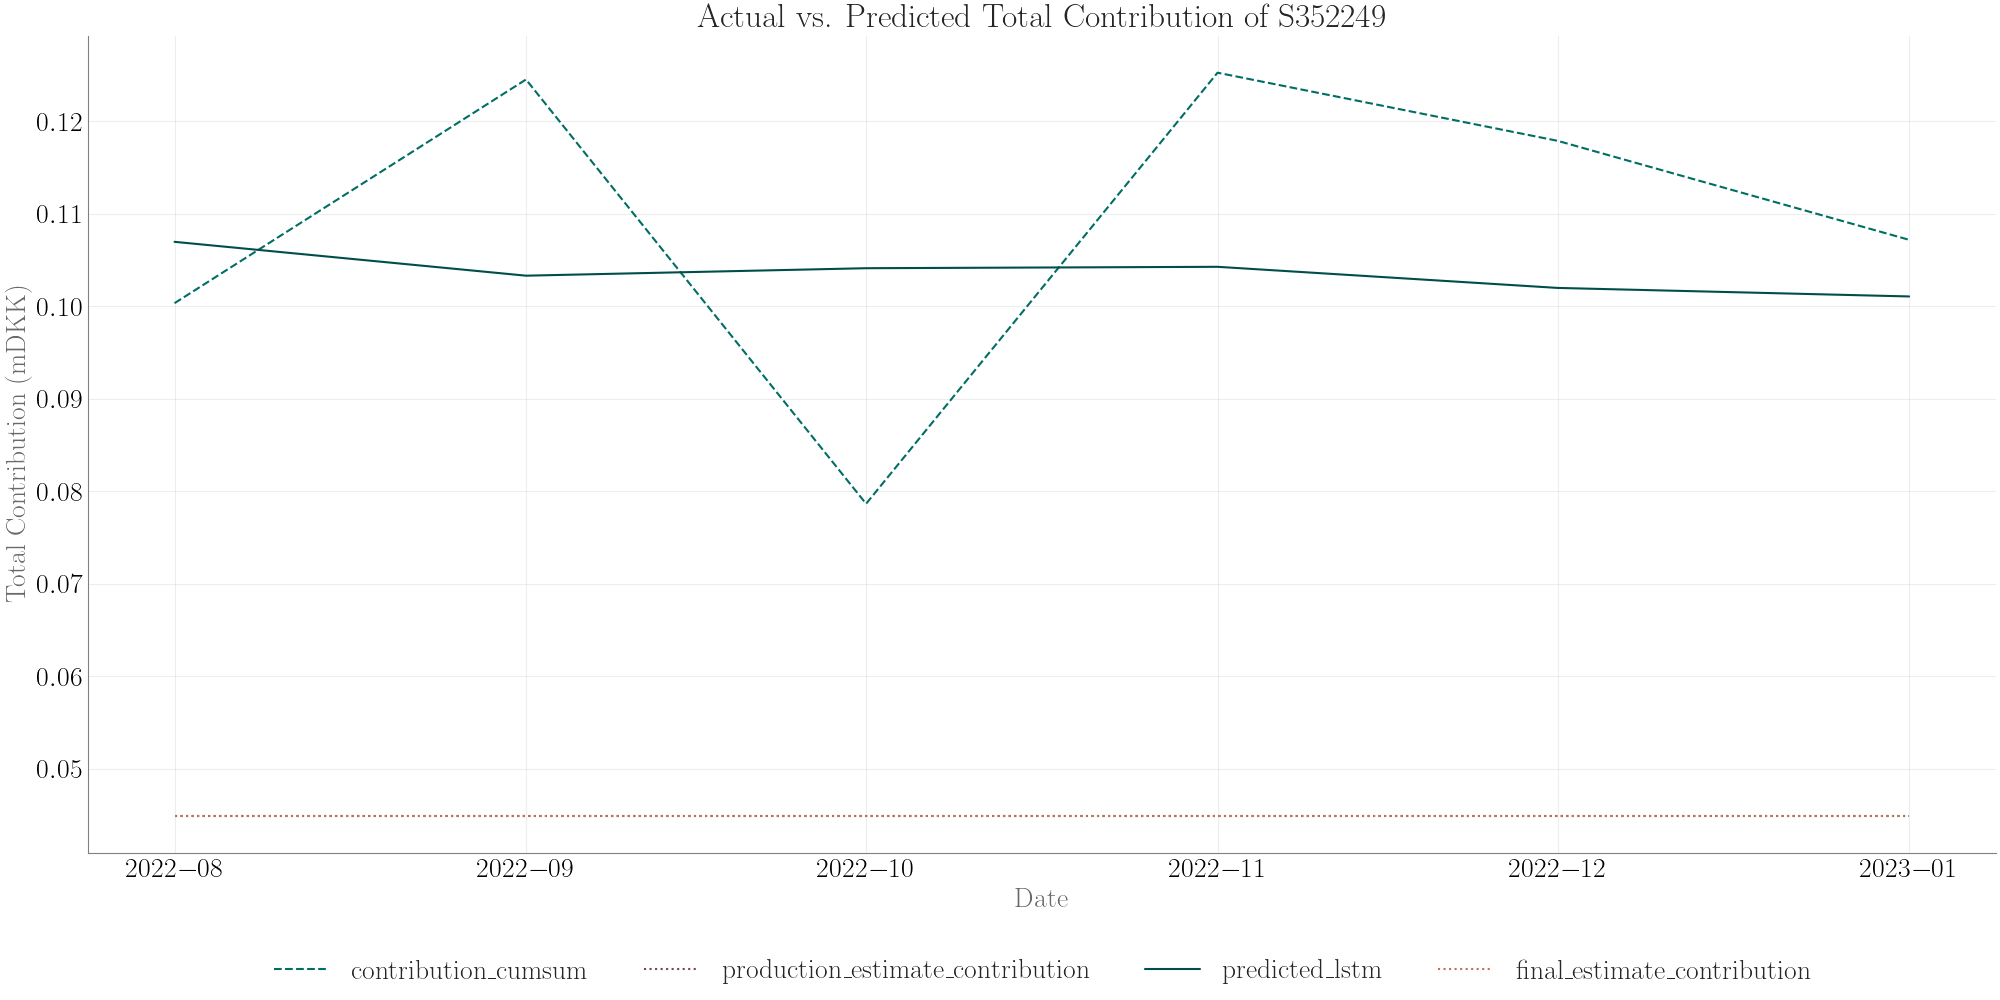 Actual vs. Predicted Total Contribution of S352249
Total Contribution (mDKK)
0.12
0.11
0.10
0.09
0.08
0.07
0.06
0.05
2022−08 2022−09 2022−10 2022−11 2022−12 2023−01
Date
contribution_cumsum production_estimate_contribution predicted_lstm final_estimate_contribution